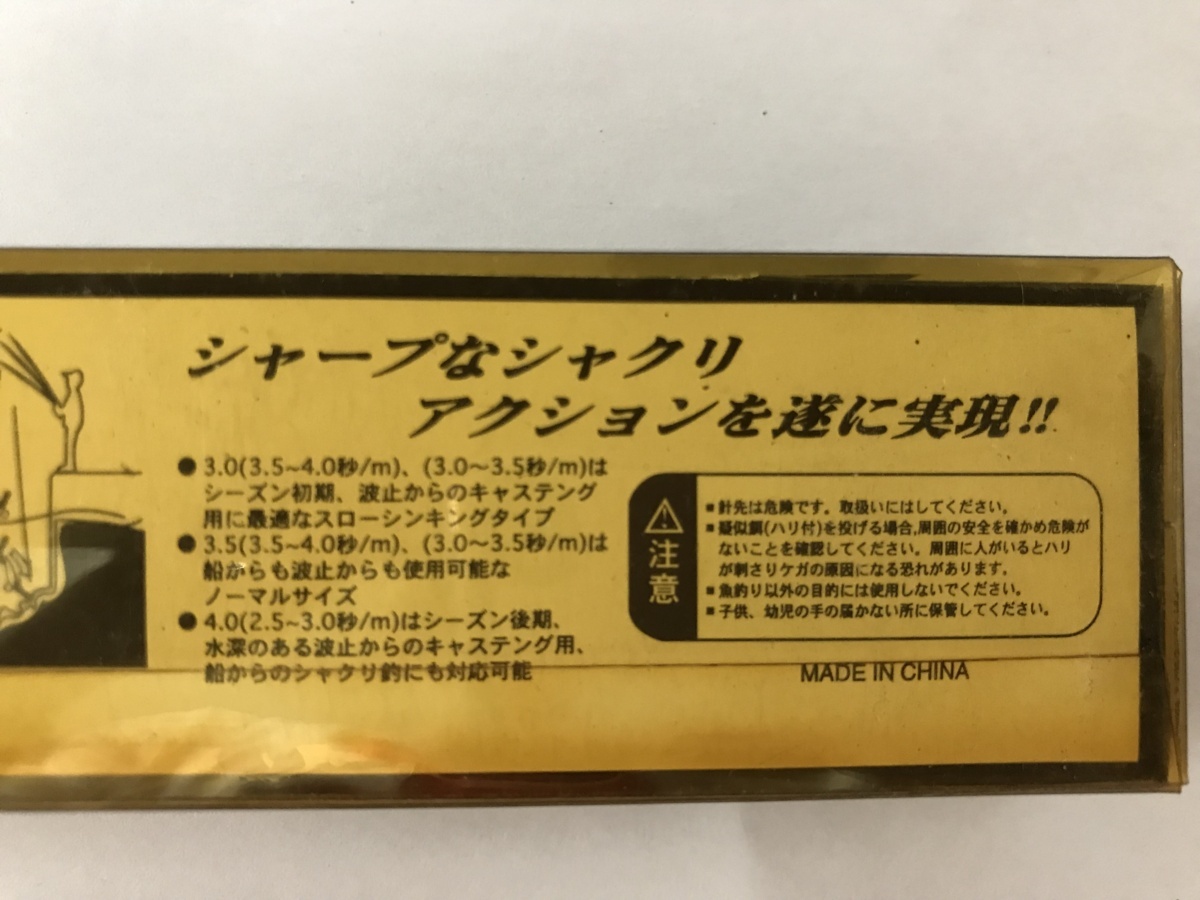 シャープなシャクリ
アクションを遂に実現!!
● 3.0(3.5~4.0秒/m)、(3.0〜3.5秒/m)は
シーズン初期、波止からのキャステング
用に最適なスローシンキングタイプ
● 3.5(3.5~4.0秒/m)、(3.0〜3.5秒/m)は
船からも波止からも使用可能な
ノーマルサイズ
● 4.0(2.5~3.0秒/m)はシーズン後期、
水深のある波止からのキャステング用、
船からのシャクリ釣にも対応可能
注意
■針先は危険です。取扱いにはしてください。
■疑似餌(ハリ付)を投げる場合,周囲の安全を確かめ危険が
ないことを確認してください。周囲に人がいるとハリ
が刺さりケガの原因になる恐れがあります。
■魚釣り以外の目的には使用しないでください。
■子供、幼児の手の届かない所に保管してください。
MADE IN CHINA